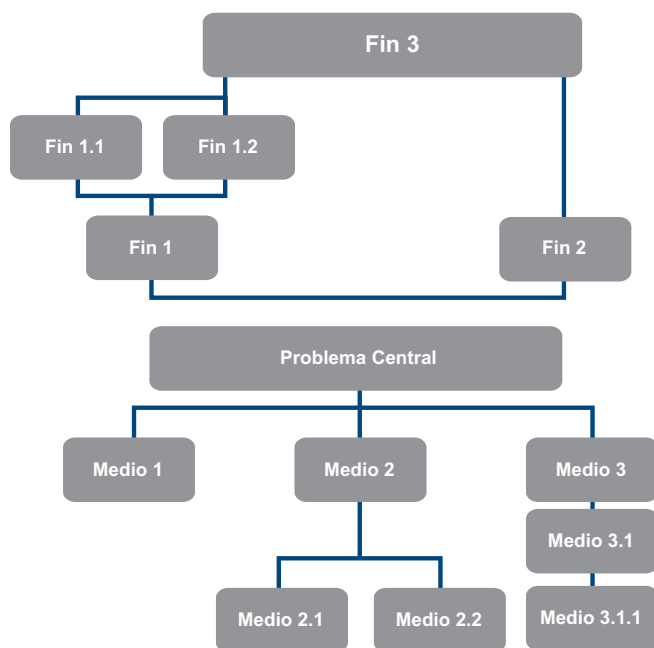 Fin 3
Fin 1.1
Fin 1.2
Fin 1
Fin 2
Problema Central
Medio 1
Medio 2
Medio 3
Medio 3.1
Medio 2.1
Medio 2.2
Medio 3.1.1